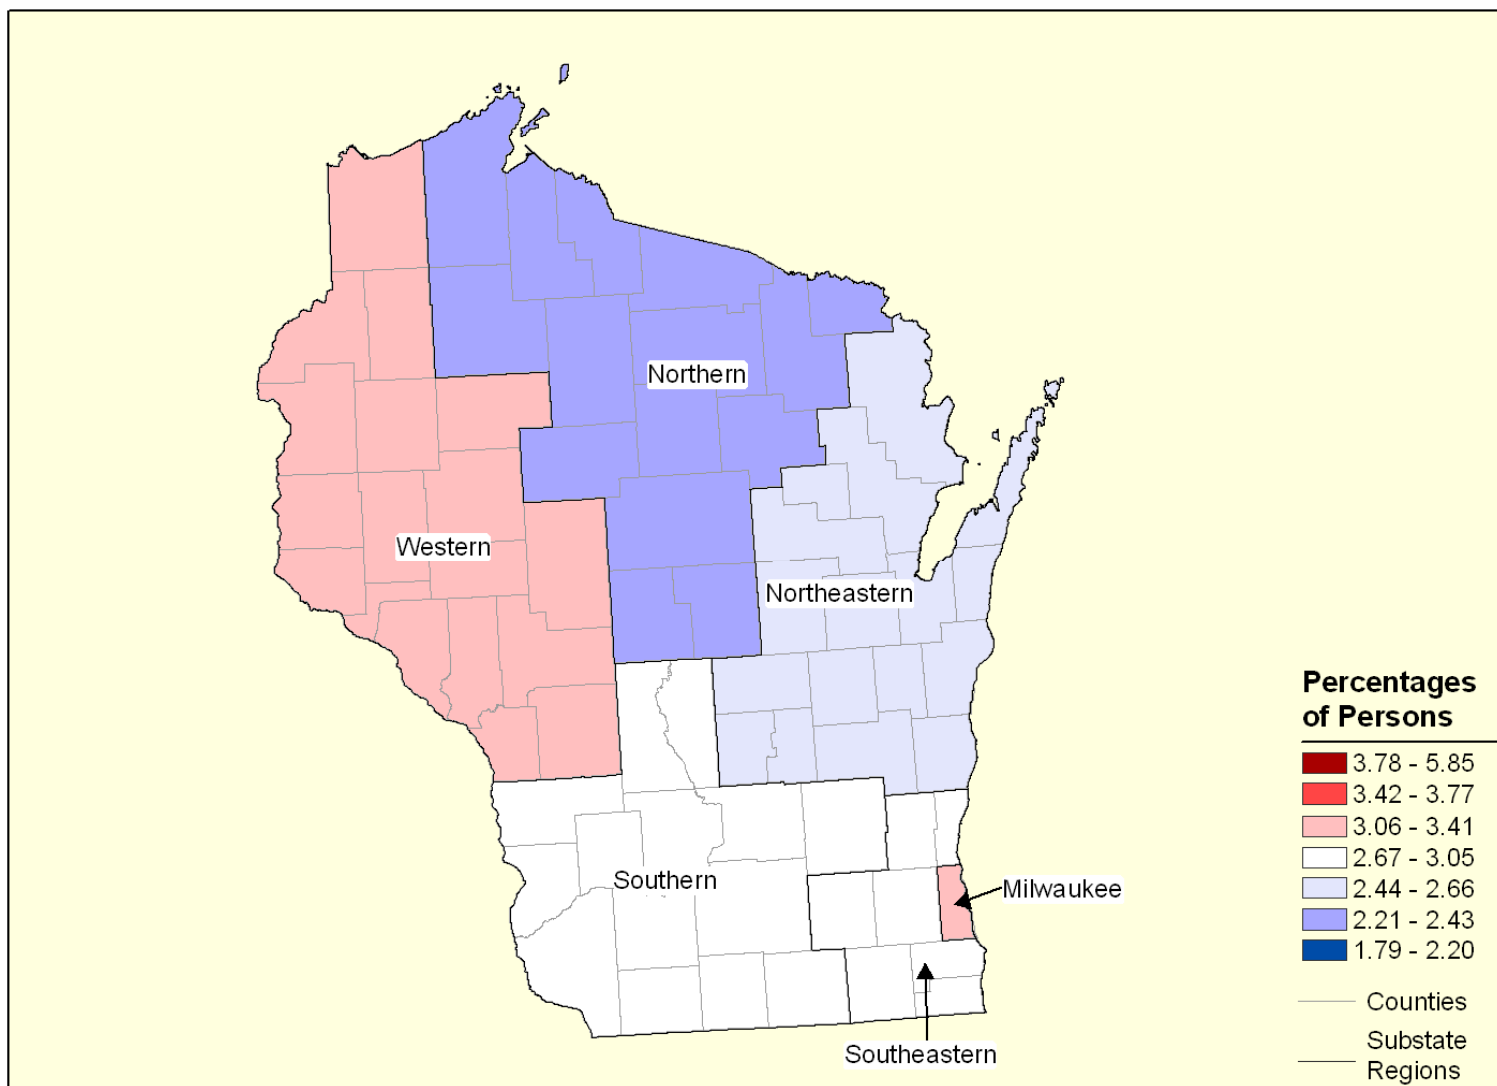 Northern
Western
Northeastern
Southern
Milwaukee
Southeastern
Percentages
of Persons
3.78 - 5.85
3.42 - 3.77
3.06 - 3.41
2.67 - 3.05
2.44 - 2.66
2.21 - 2.43
1.79 - 2.20
Counties
Substate
Regions